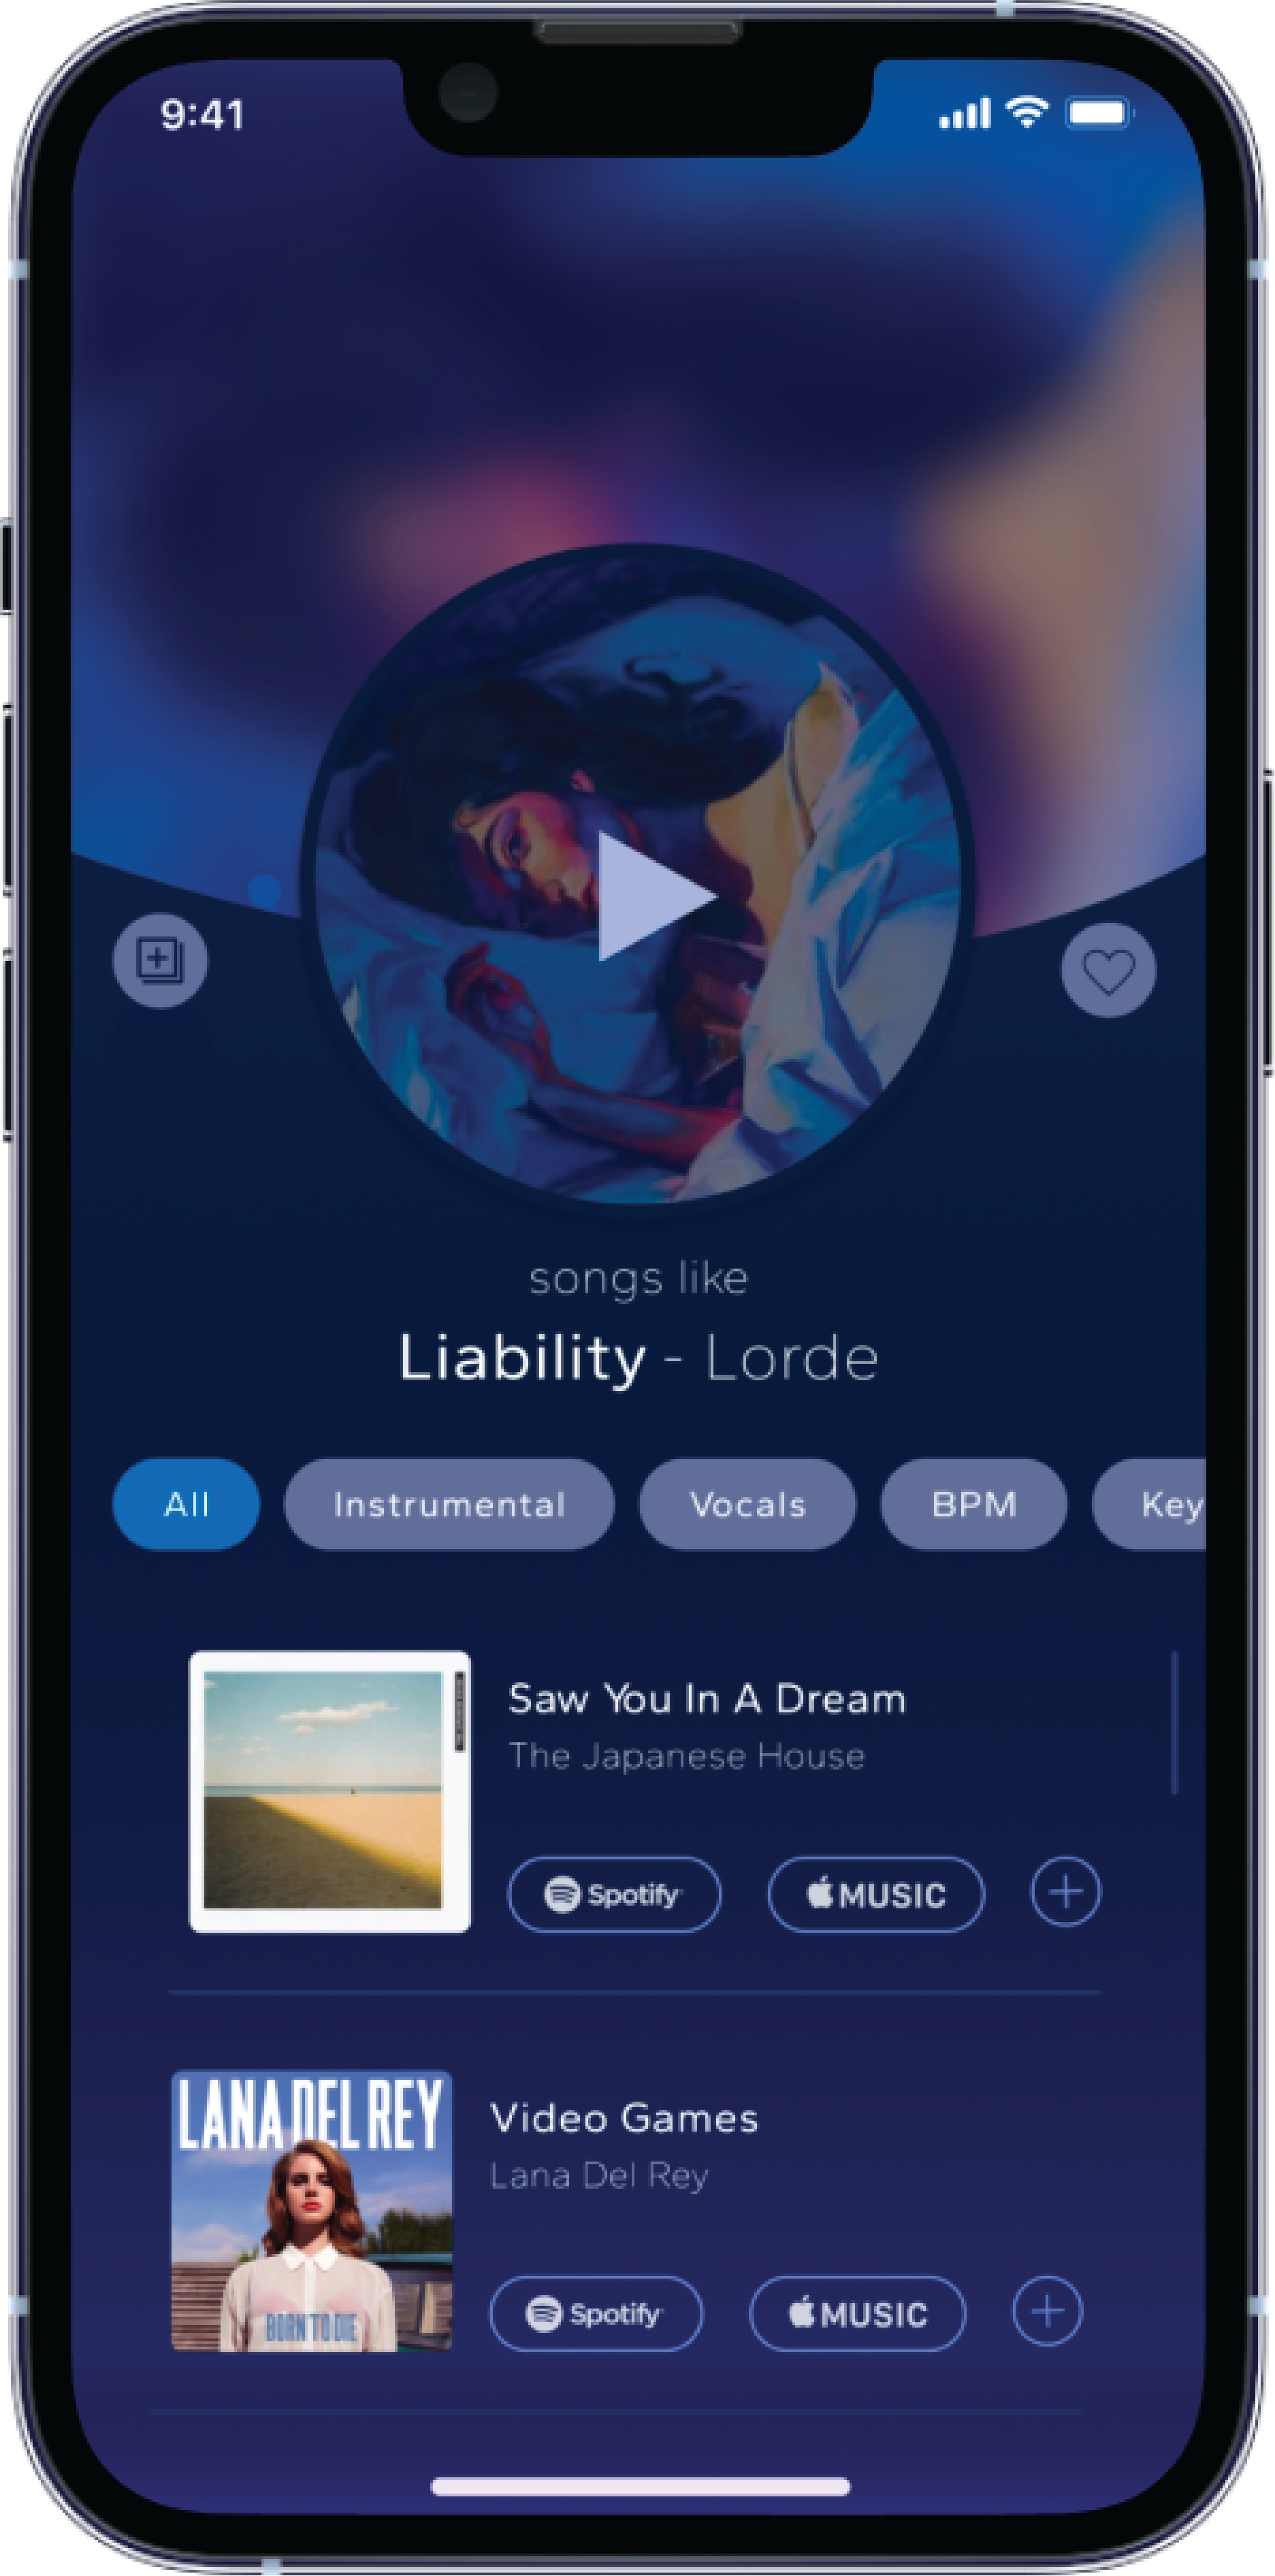 9:41
songs like
Liability - Lorde
All Instrumental Vocals BPM Key
Saw You In A Dream
The Japanese House
Spotify MUSIC
LANA DEL REY
Video Games
Lana Del Rey
BORN TO DIE
Spotify MUSIC